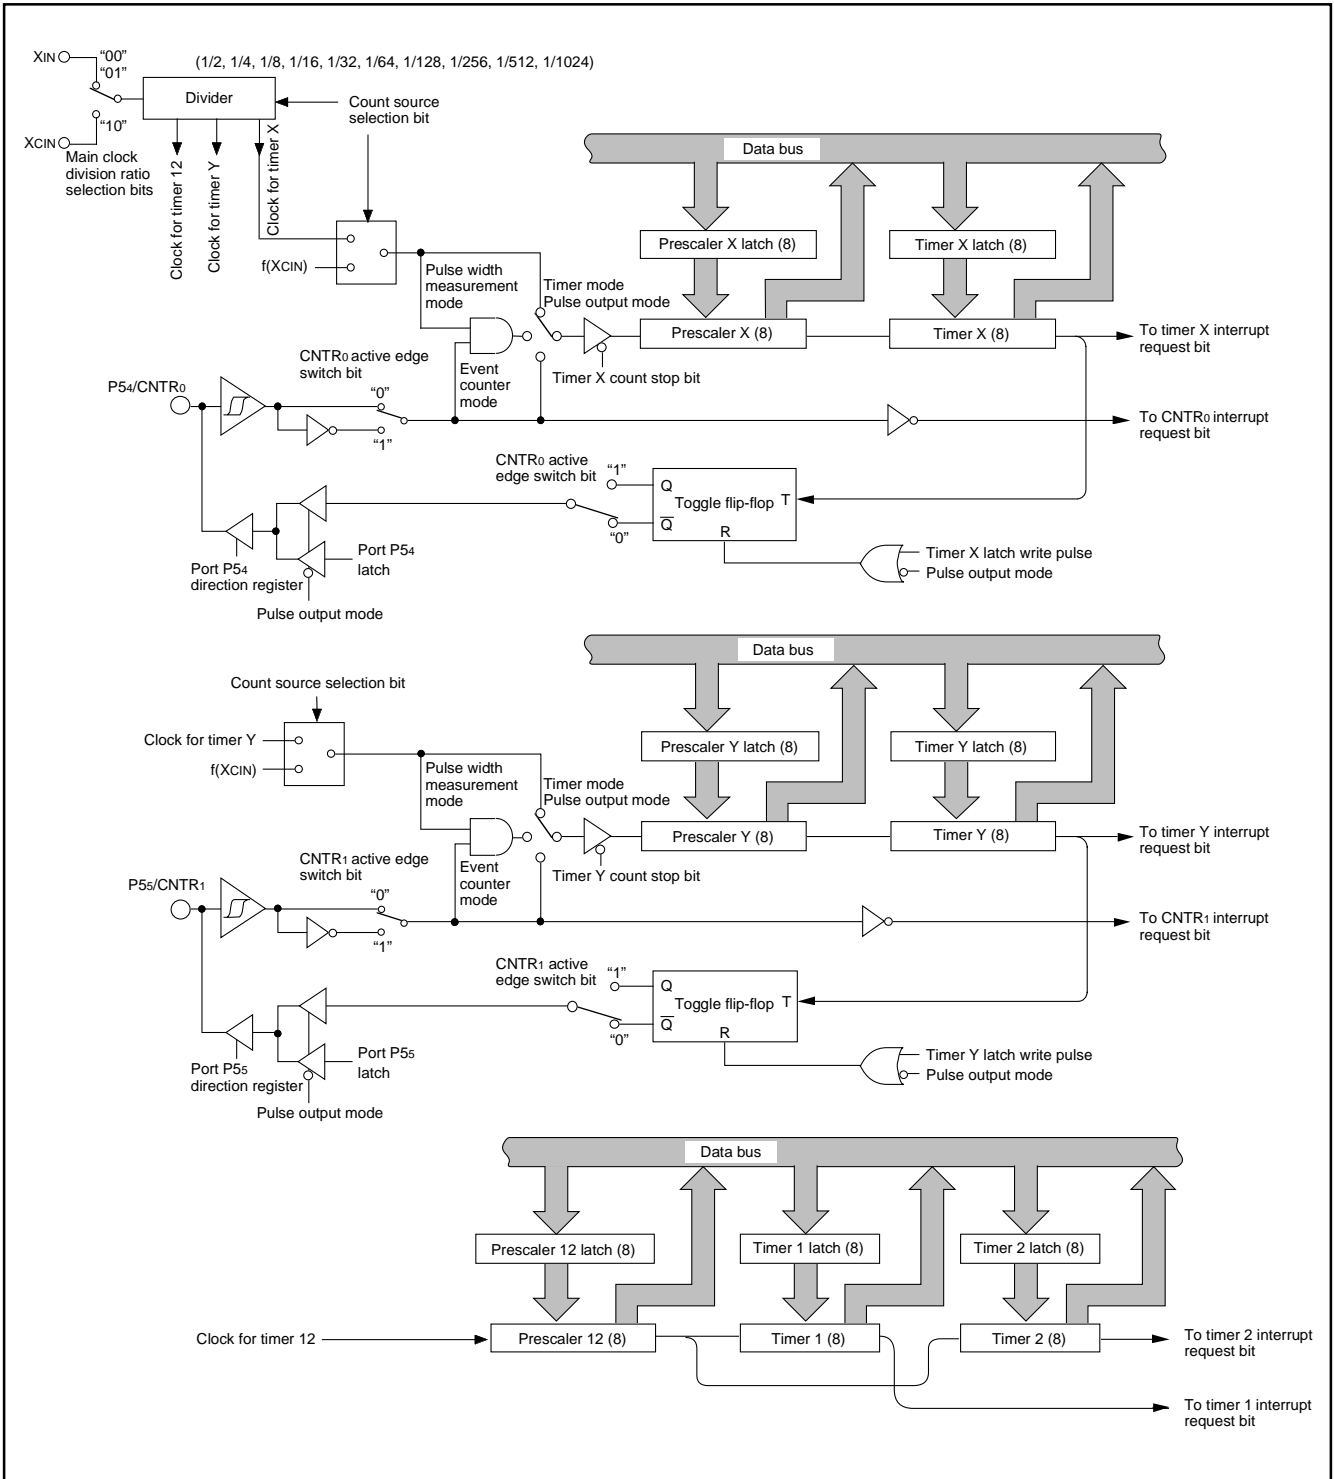 XIN
“00”
“01”
(1/2, 1/4, 1/8, 1/16, 1/32, 1/64, 1/128, 1/256, 1/512, 1/1024)
Divider
Count source
selection bit
“10”
XCIN
Main clock
division ratio
selection bits
Clock for timer 12
Clock for timer Y
Clock for timer X
f(XCIN)
Data bus
Prescaler X latch (8)
Timer X latch (8)
Pulse width
measurement
mode
Timer mode
Pulse output mode
Prescaler X (8)
Timer X (8)
To timer X interrupt
request bit
CNTR0 active edge
switch bit
Event
counter
mode
Timer X count stop bit
P54/CNTR0
“0”
“1”
To CNTR0 interrupt
request bit
CNTR0 active
edge switch bit
“1”
Q
Toggle flip-flop
T
Q
R
“0”
Port P54
latch
Port P54
direction register
Pulse output mode
Timer X latch write pulse
Pulse output mode
Data bus
Count source selection bit
Clock for timer Y
f(XCIN)
Prescaler Y latch (8)
Timer Y latch (8)
Pulse width
measurement
mode
Timer mode
Pulse output mode
Prescaler Y (8)
Timer Y (8)
To timer Y interrupt
request bit
CNTR1 active edge
switch bit
Event
counter
mode
Timer Y count stop bit
P55/CNTR1
“0”
“1”
To CNTR1 interrupt
request bit
CNTR1 active
edge switch bit
“1”
Q
Toggle flip-flop
T
Q
R
“0”
Port P55
latch
Port P55
direction register
Pulse output mode
Timer Y latch write pulse
Pulse output mode
Data bus
Prescaler 12 latch (8)
Timer 1 latch (8)
Timer 2 latch (8)
Clock for timer 12
Prescaler 12 (8)
Timer 1 (8)
Timer 2 (8)
To timer 2 interrupt
request bit
To timer 1 interrupt
request bit